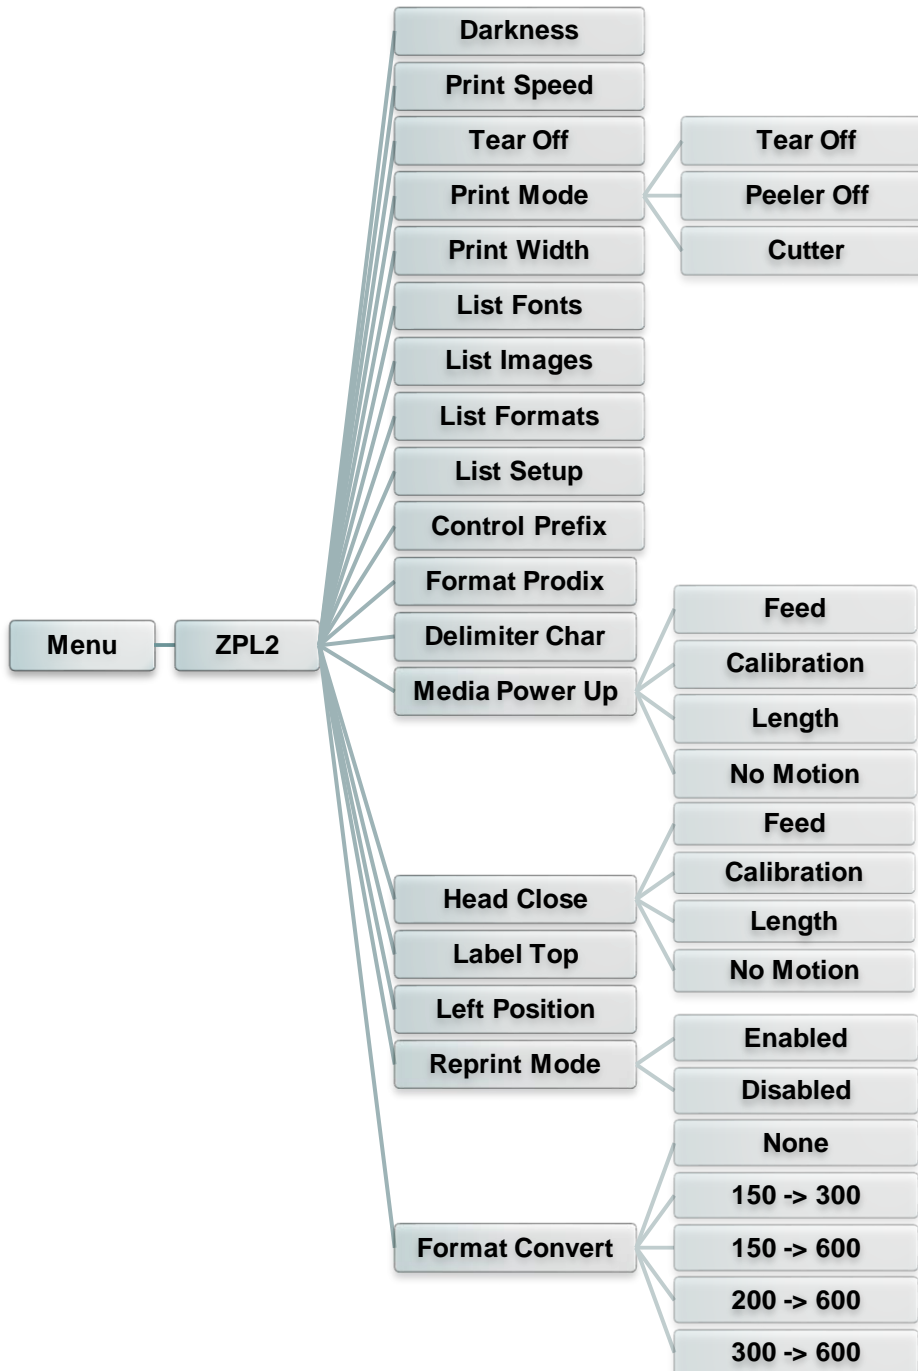 Darkness
Print Speed
Tear Off
Tear Off
Print Mode
Peeler Off
Print Width
Cutter
List Fonts
List Images
List Formats
List Setup
Control Prefix
Format Prodix
Feed
Menu
ZPL2
Delimiter Char
Calibration
Media Power Up
Length
No Motion
Feed
Calibration
Head Close
Length
Label Top
No Motion
Left Position
Enabled
Reprint Mode
Disabled
None
150 -> 300
Format Convert
150 -> 600
200 -> 600
300 -> 600